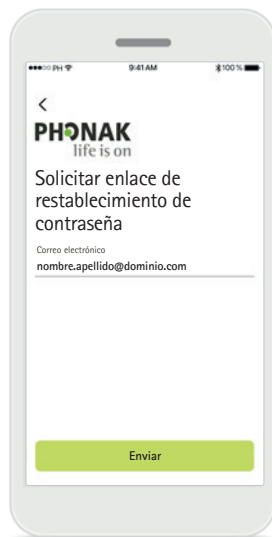 PH 9:41 AM 100 %
<
PHONAK
life is on
Solicitar enlace de
restablecimiento de
contraseña
Correo electrónico
nombre.apellido@dominio.com
Enviar